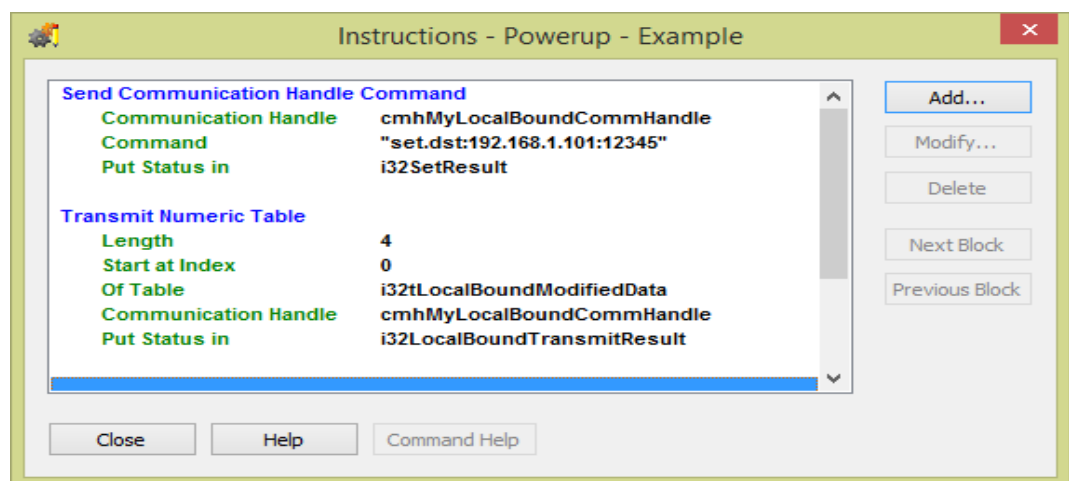 Instructions - Powerup - Example
Send Communication Handle Command
Communication Handle cmhMyLocalBoundCommHandle
Command "set.dst:192.168.1.101:12345"
Put Status in i32SetResult
Transmit Numeric Table
Length 4
Start at Index 0
Of Table i32tLocalBoundModifiedData
Communication Handle cmhMyLocalBoundCommHandle
Put Status in i32LocalBoundTransmitResult
Add...
Modify...
Delete
Next Block
Previous Block
Close Help Command Help